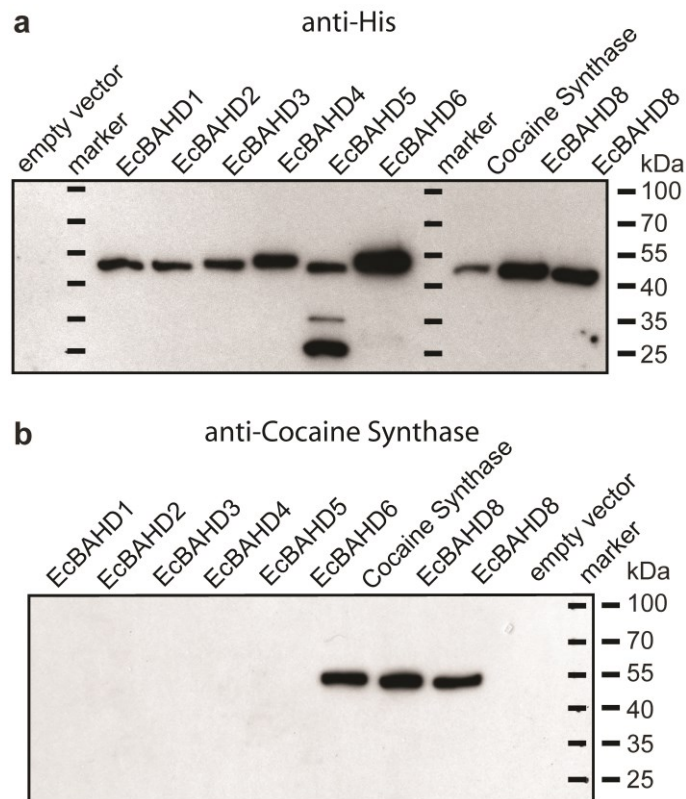 a
anti-His
empty vector
marker
EcBAHD1
EcBAHD2
EcBAHD3
EcBAHD4
EcBAHD5
EcBAHD6
marker
Cocaine Synthase
EcBAHD8
EcBAHD8
kDa
100
70
55
40
35
25
b
anti-Cocaine Synthase
EcBAHD1
EcBAHD2
EcBAHD3
EcBAHD4
EcBAHD5
EcBAHD6
Cocaine Synthase
EcBAHD8
EcBAHD8
empty vector
marker
kDa
100
70
55
40
35
25